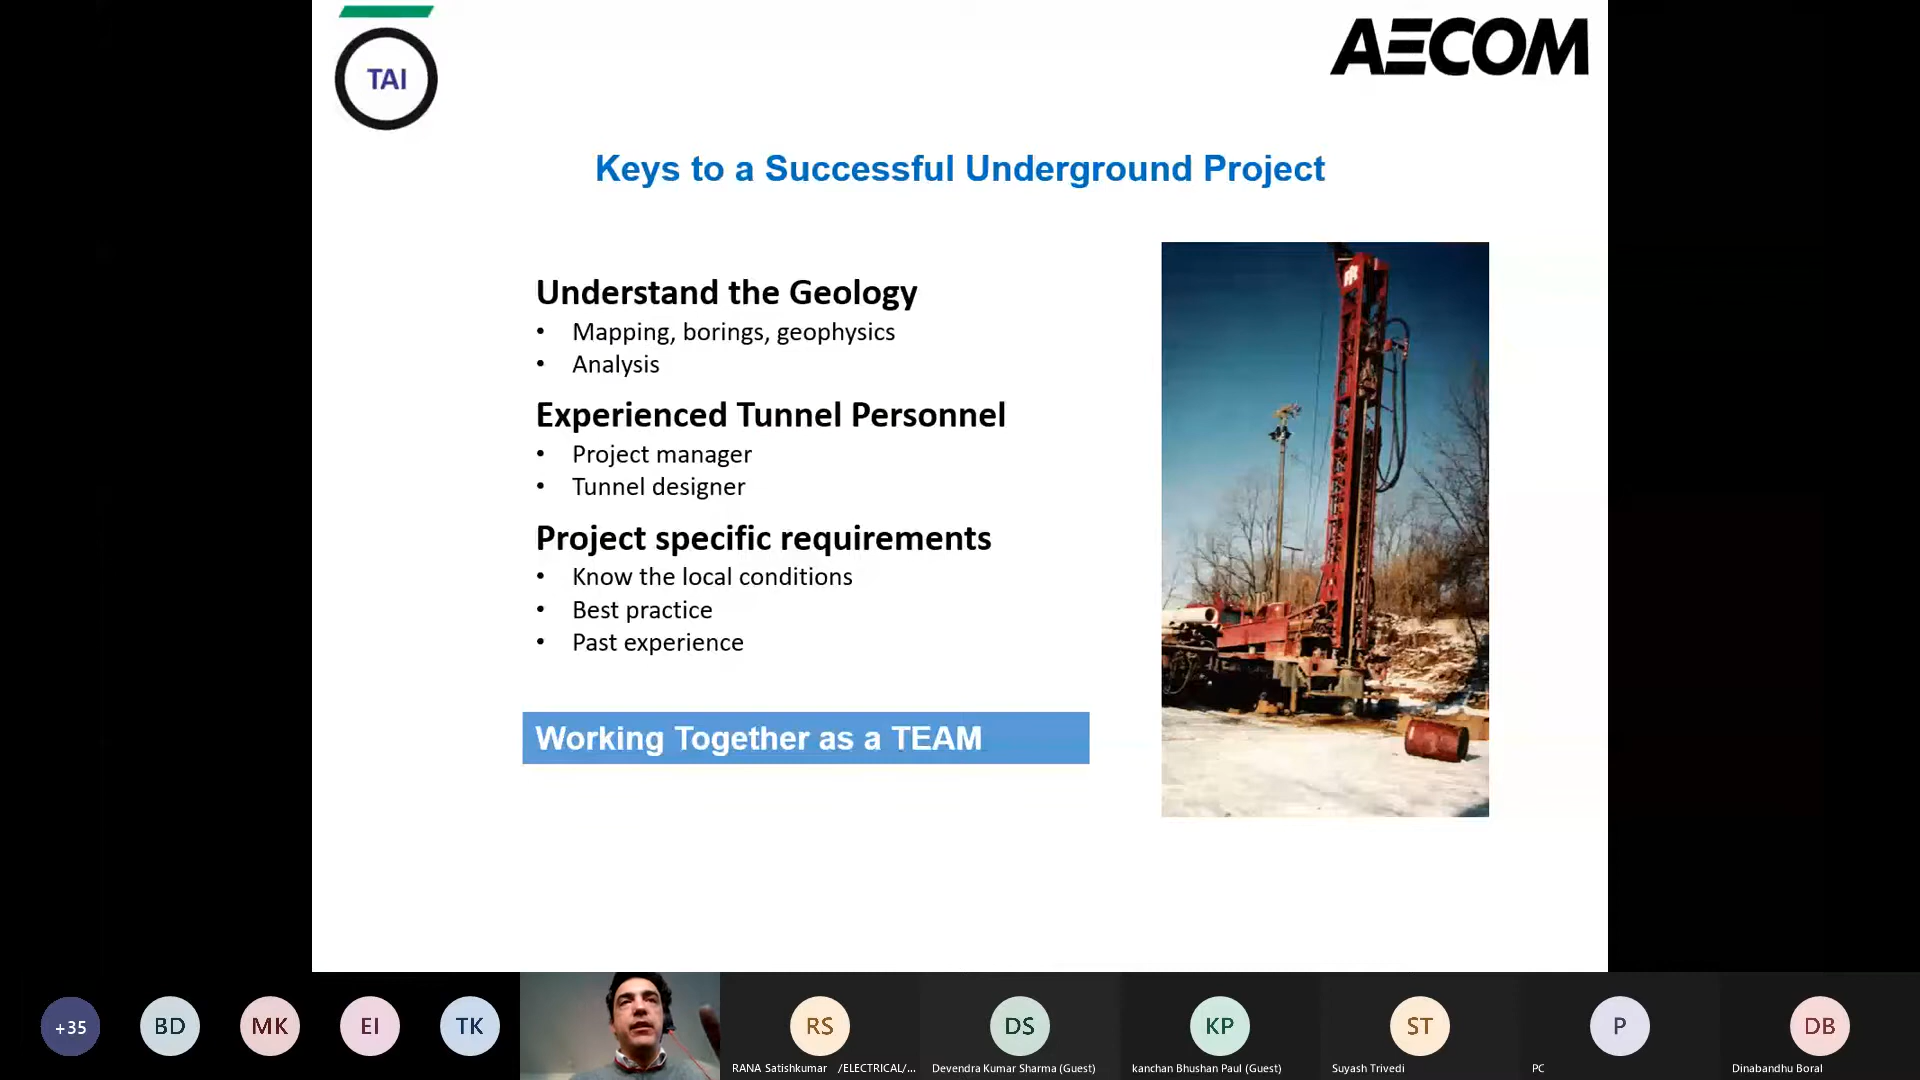 TAI
AECOM
Keys to a Successful Underground Project
Understand the Geology
• Mapping, borings, geophysics
• Analysis
Experienced Tunnel Personnel
• Project manager
• Tunnel designer
Project specific requirements
• Know the local conditions
• Best practice
• Past experience
Working Together as a TEAM
+35
BD
MK
EI
TK
RS
DS
KP
ST
P
DB
RANA Satishkumar /ELECTRICAL/...
Devendra Kumar Sharma (Guest)
kanchan Bhushan Paul (Guest)
Suyash Trivedi
PC
Dinabandhu Boral